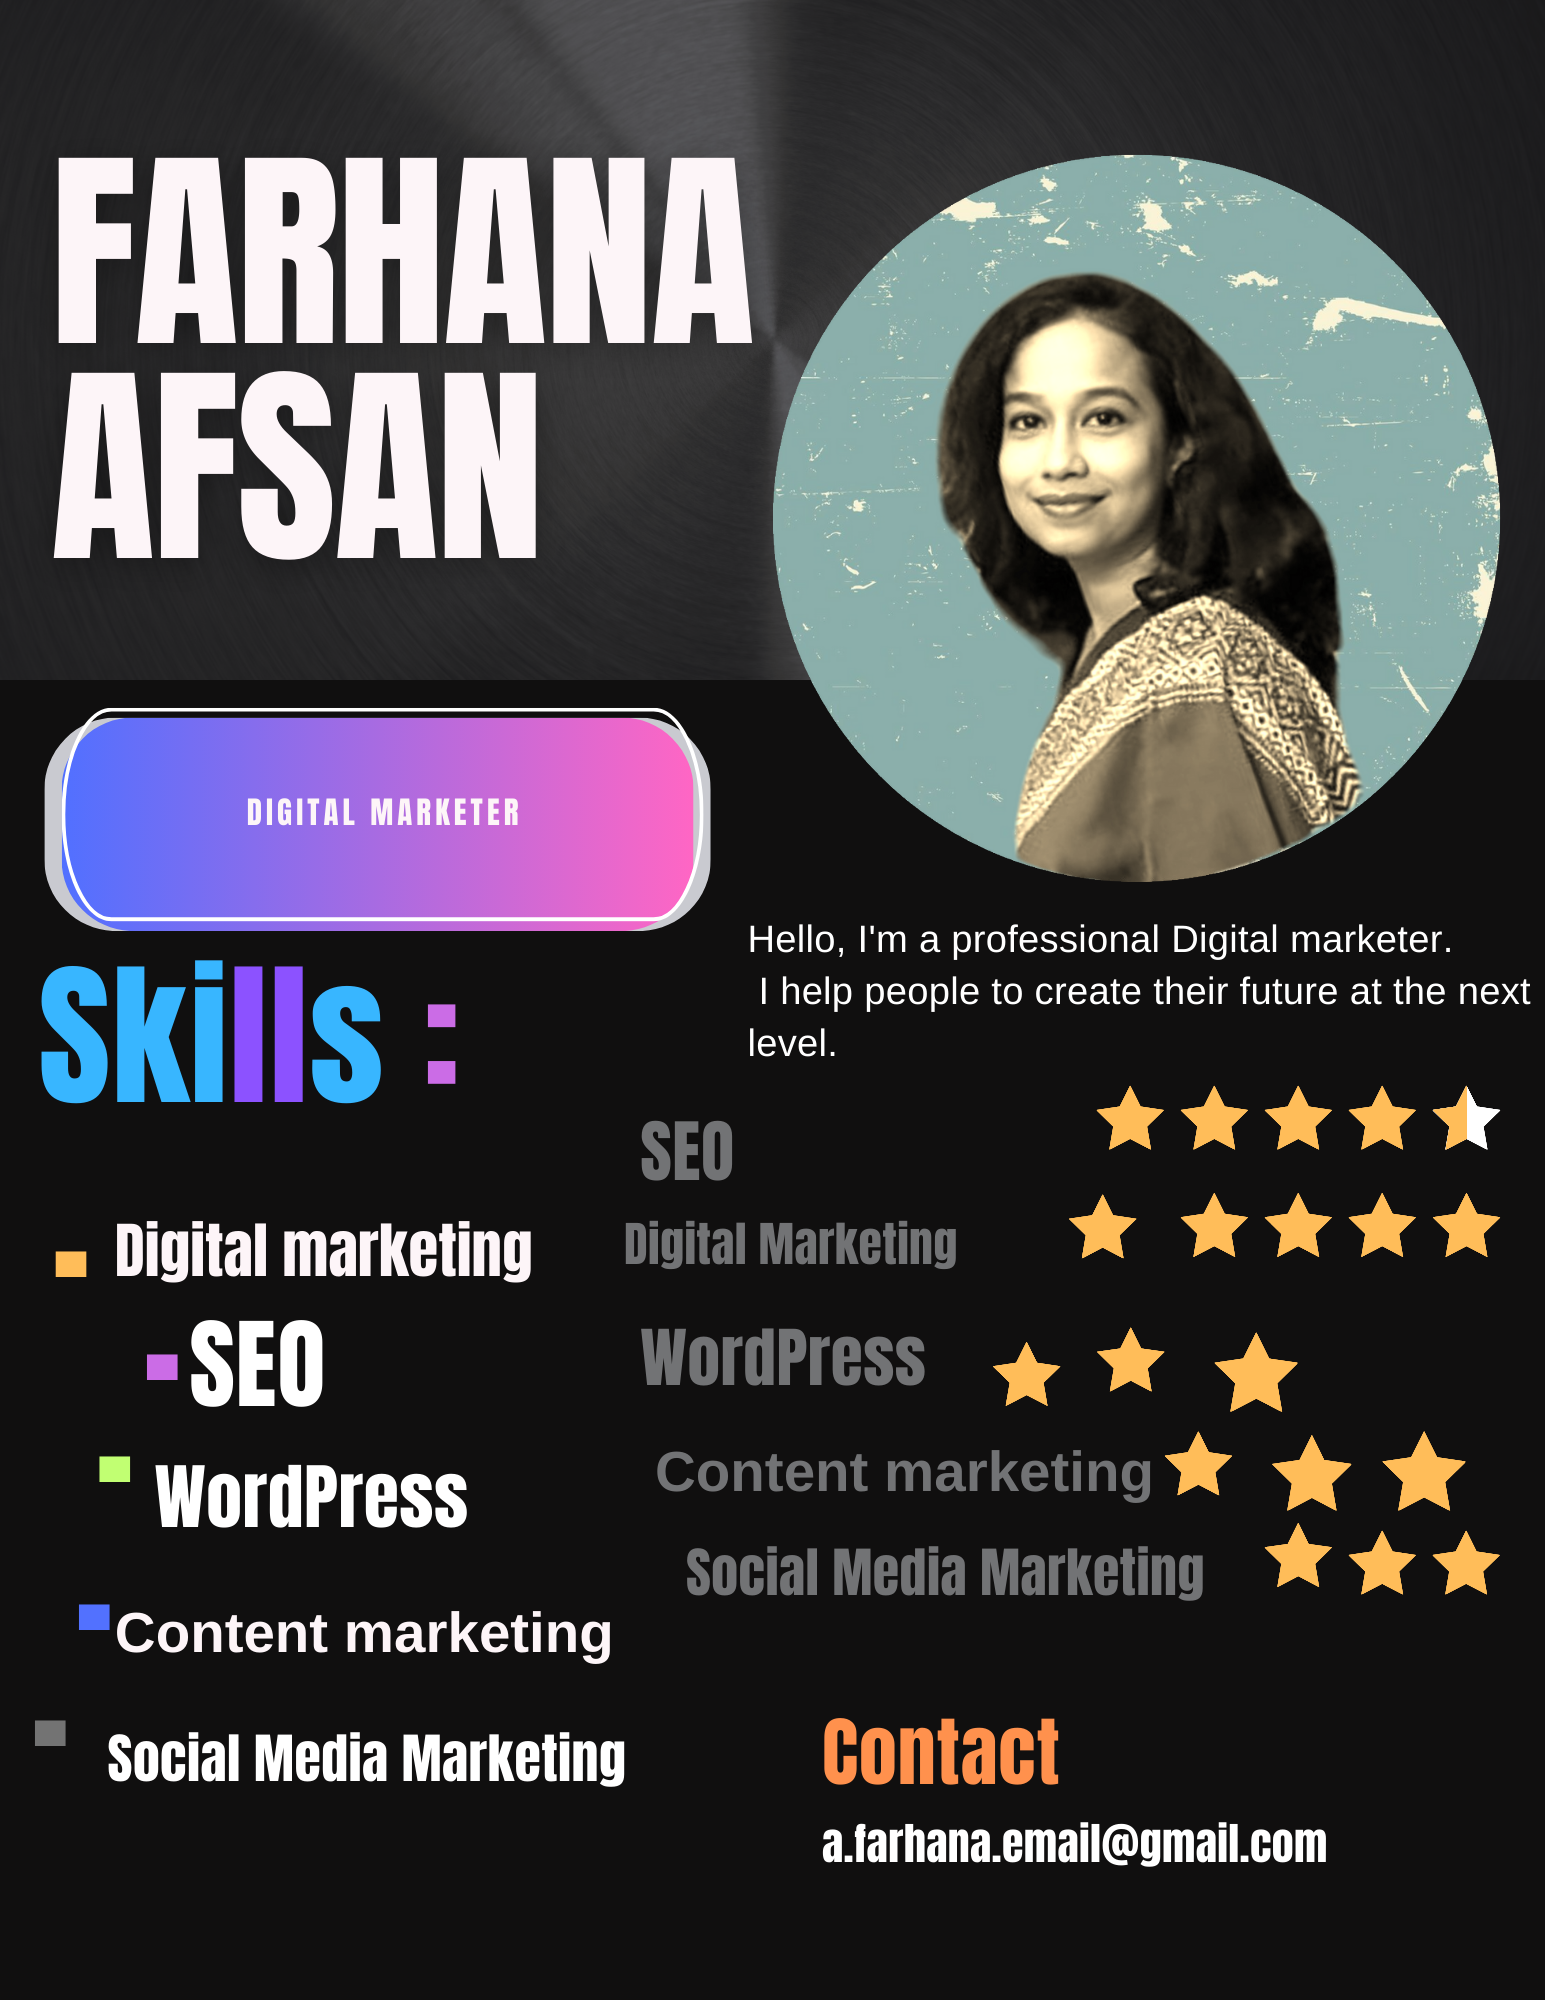 FARHANA
AFSAN
DIGITAL MARKETER
Hello, I'm a professional Digital marketer.
I help people to create their future at the next
level.
Skills :
Digital marketing
SEO
WordPress
Content marketing
Social Media Marketing
SEO
Digital Marketing
WordPress
Content marketing
Social Media Marketing
Contact
a.farhana.email@gmail.com